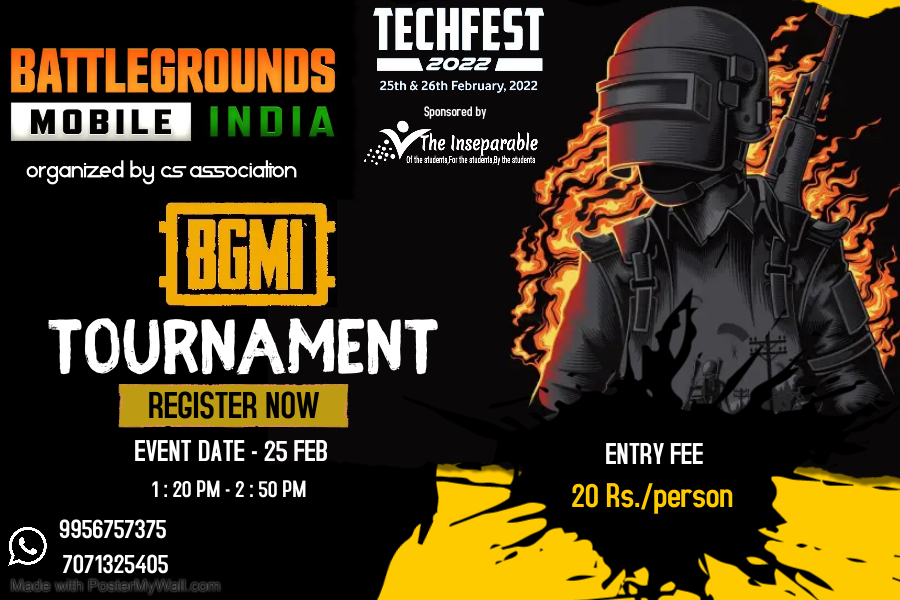 BATTLEGROUNDS
MOBILE INDIA
organized by cs association
TECHFEST
2022
25th & 26th February, 2022
Sponsored by
The Inseparable
Of the students,For the students,By the students
BGMI
TOURNAMENT
REGISTER NOW
EVENT DATE - 25 FEB
1 : 20 PM - 2 : 50 PM
ENTRY FEE
20 Rs./person
9956757375
7071325405
Made with PosterMyWall.com